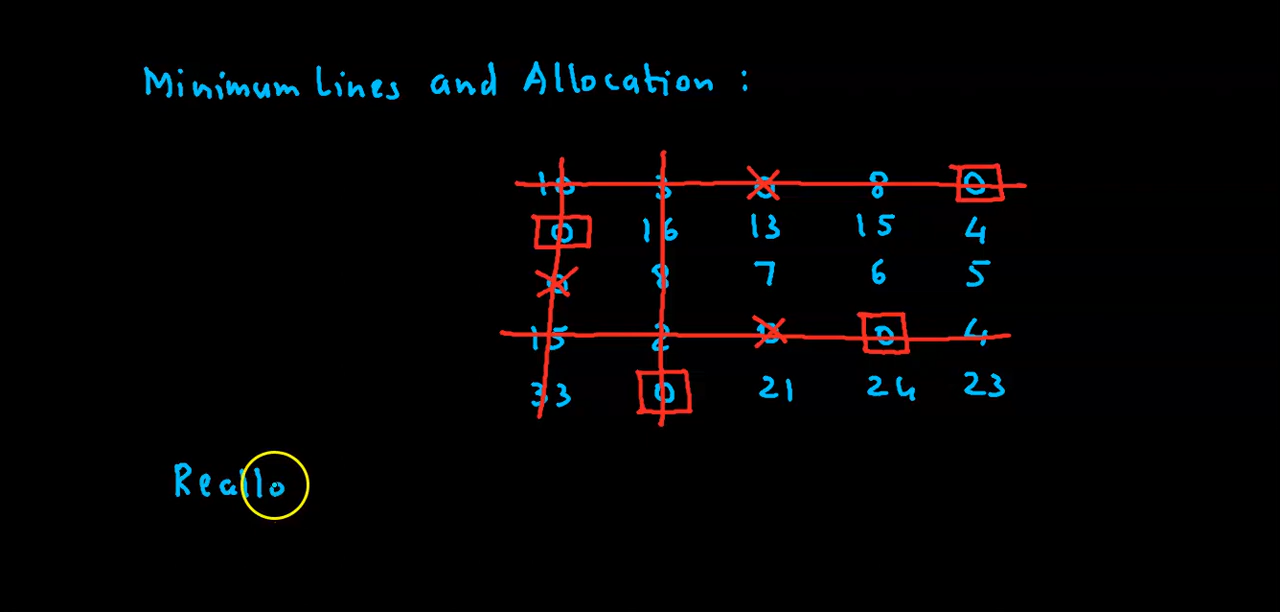 Minimum Lines and Allocation :
10 3 0 8 0
0 16 13 15 4
0 8 7 6 5
15 2 0 0 4
33 0 21 24 23
Reallo